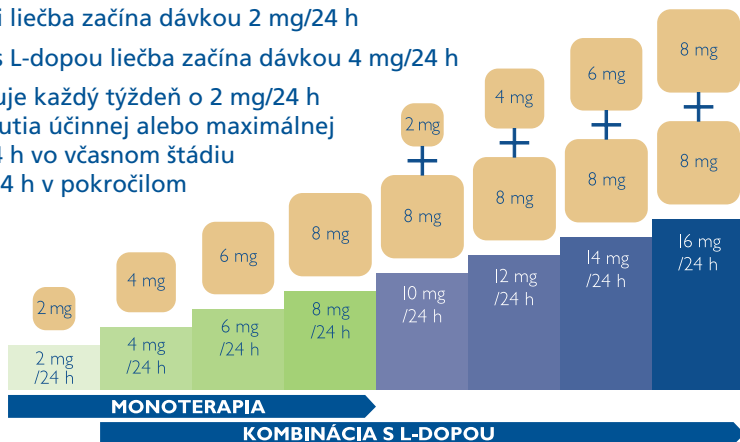 i liečba začína dávkou 2 mg/24 h
s L-dopou liečba začína dávkou 4 mg/24 h
uje každý týždeň o 2 mg/24 h
utia účinnej alebo maximálnej
4 h vo včasnom štádiu
24 h v pokročilom
2 mg
4 mg
6 mg
8 mg
2 mg
+
8 mg
4 mg
+
8 mg
6 mg
+
8 mg
8 mg
+
8 mg
2 mg
/24 h
4 mg
/24 h
6 mg
/24 h
8 mg
/24 h
10 mg
/24 h
12 mg
/24 h
14 mg
/24 h
16 mg
/24 h
MONOTERAPIA
KOMBINÁCIA S L-DOPOU